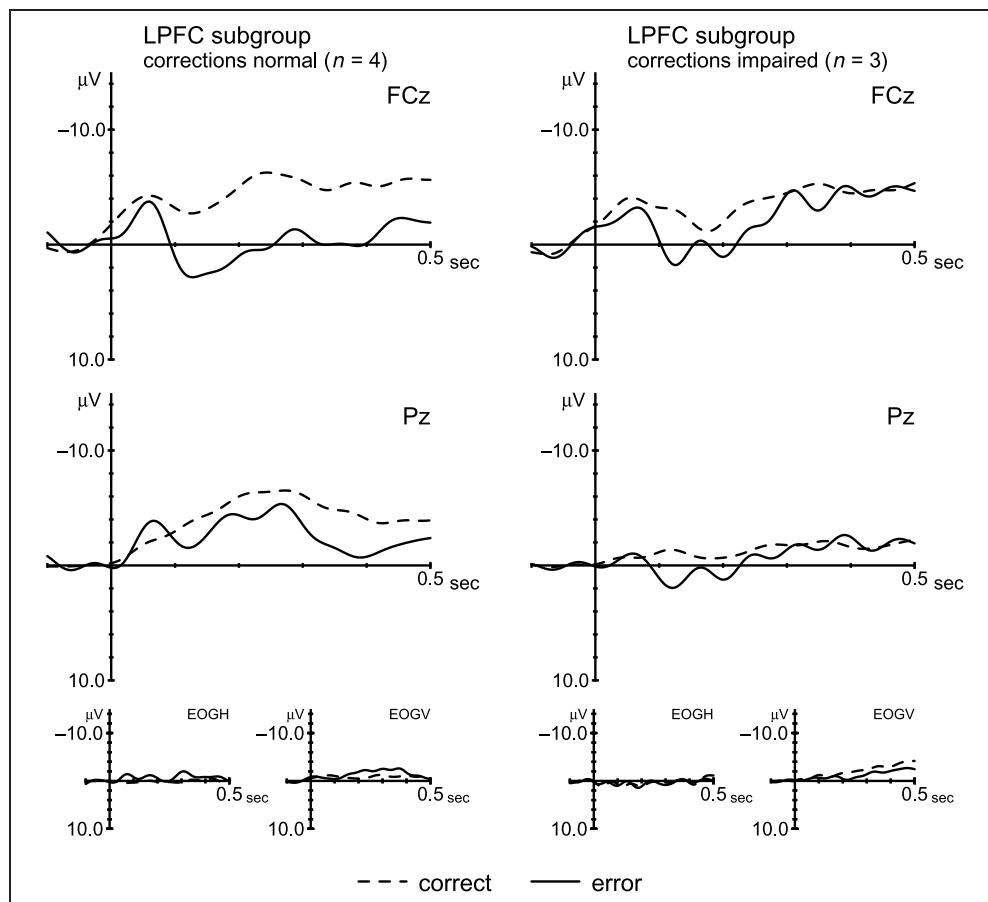 LPFC subgroup
corrections normal (n = 4)
LPFC subgroup
corrections impaired (n = 3)
μV
FCz
–10.0
0.5 sec
10.0
μV
FCz
–10.0
0.5 sec
10.0
μV
Pz
–10.0
0.5 sec
10.0
μV
Pz
–10.0
0.5 sec
10.0
μV
EOGH
–10.0
0.5 sec
10.0
μV
EOGV
–10.0
0.5 sec
10.0
μV
EOGH
–10.0
0.5 sec
10.0
μV
EOGV
–10.0
0.5 sec
10.0
correct
error